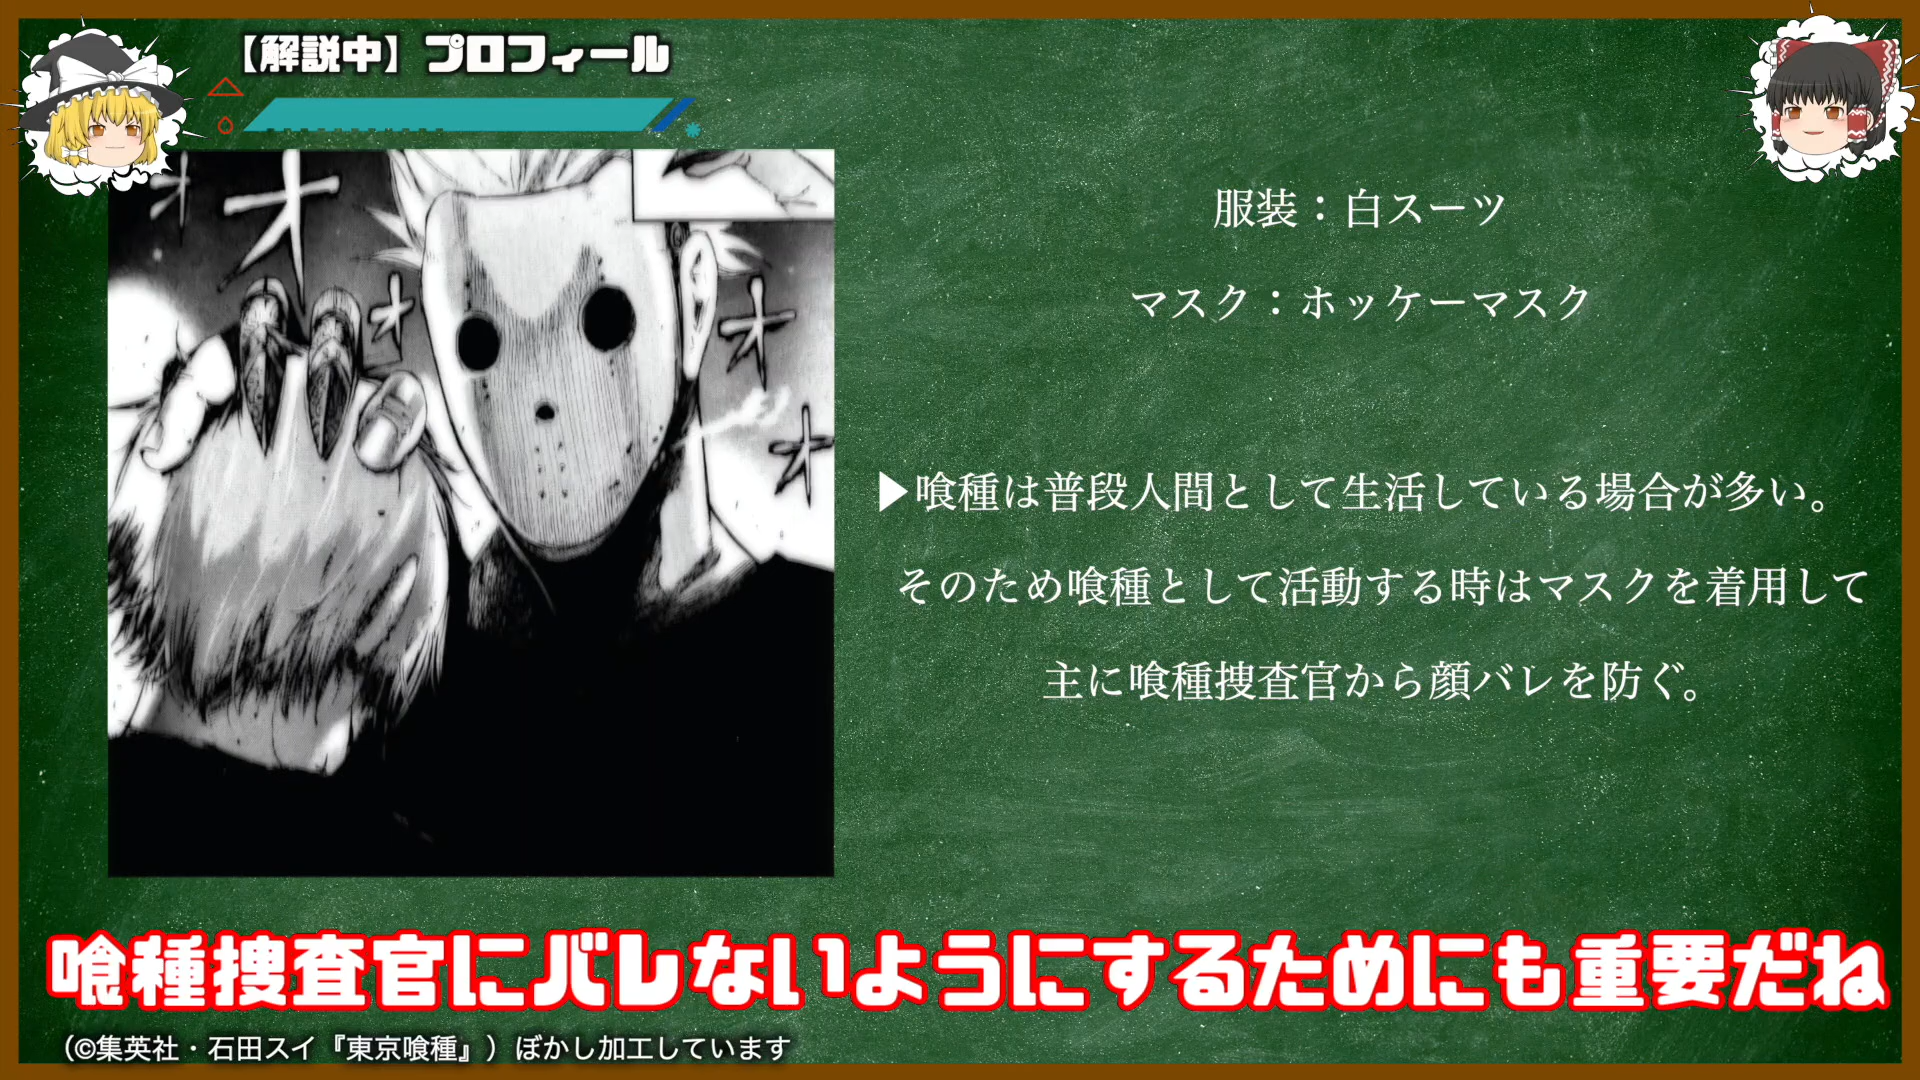 【解説中】プロフィール
オ
オ
オ
オ
オ
服装：白スーツ
マスク：ホッケーマスク
▶喰種は普段人間として生活している場合が多い。
そのため喰種として活動する時はマスクを着用して
主に喰種捜査官から顔バレを防ぐ。
喰種捜査官にバレないようにするためにも重要だね
（©集英社・石田スイ『東京喰種』）ぼかし加工しています